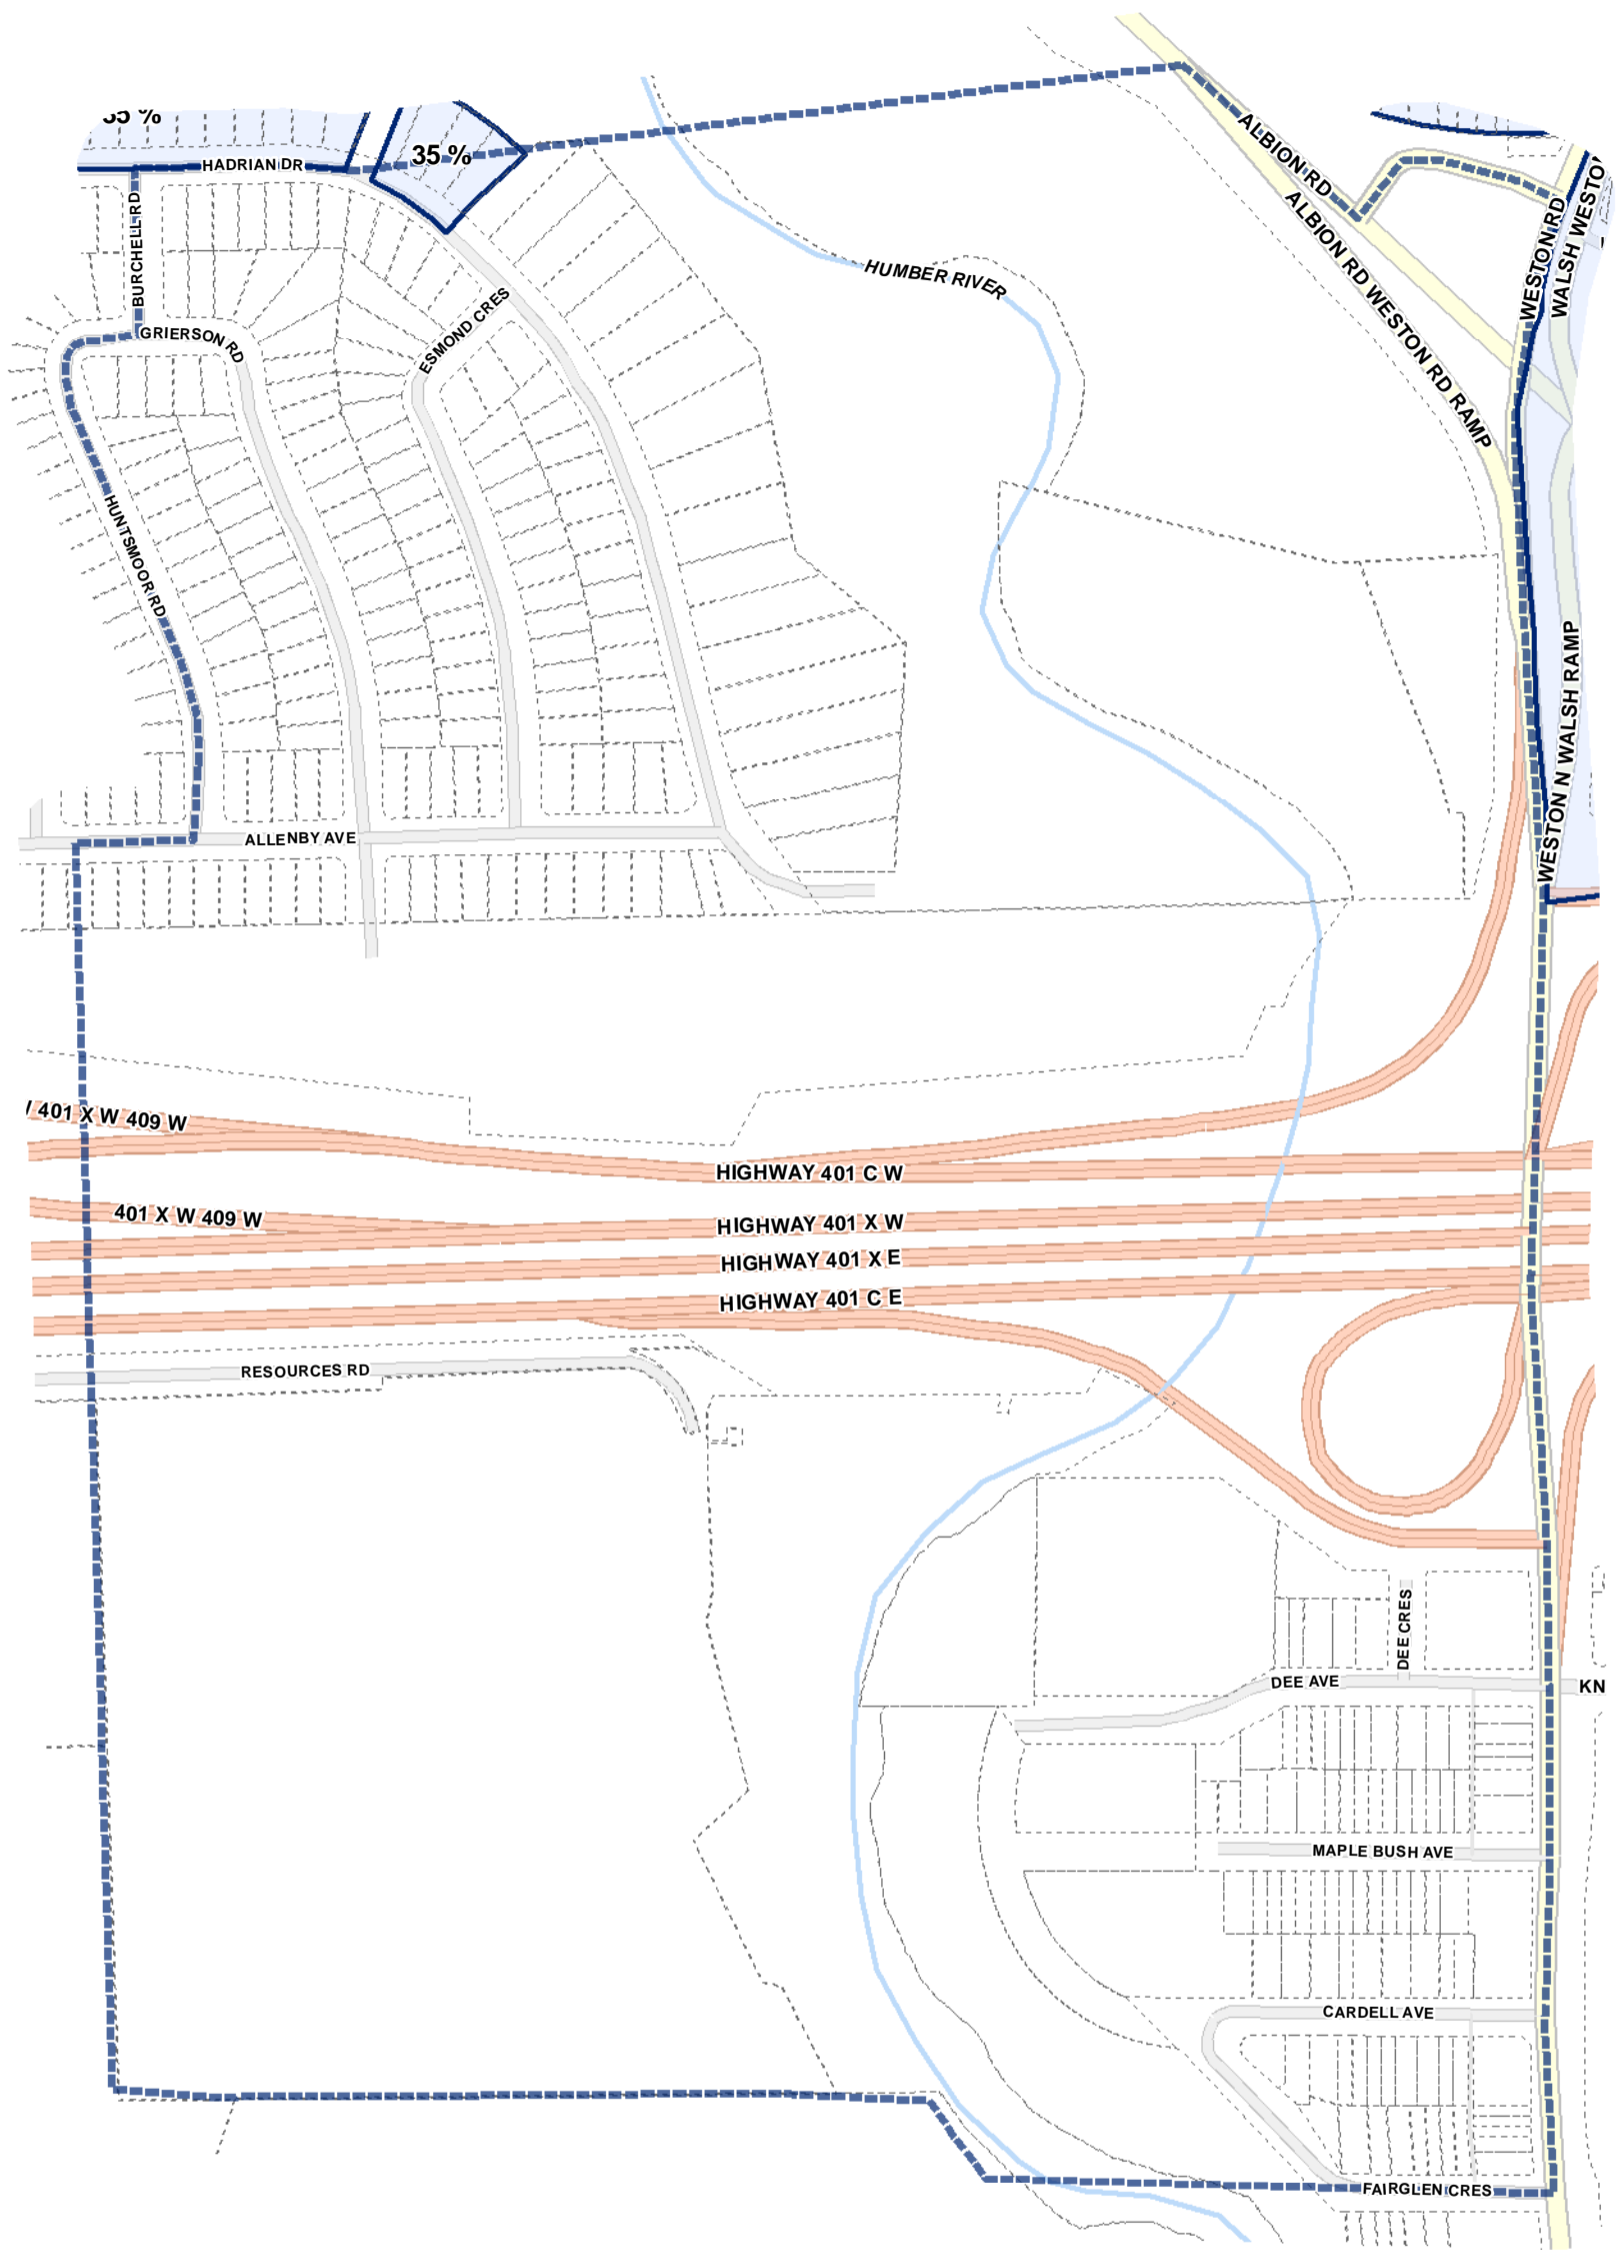 35 %
35 %
HADRIAN DR
ALBION RD
BURCHELL RD
WESTON RD
HUMBER RIVER
ALBION RD WESTON RD RAMP
GRIERSON RD
ESMOND CRES
HUNTSMOOR RD
WESTON N WALSH RAMP
ALLENBY AVE
401 X W 409 W
HIGHWAY 401 C W
401 X W 409 W
HIGHWAY 401 X W
HIGHWAY 401 X E
HIGHWAY 401 C E
RESOURCES RD
DEE CRES
DEE AVE
KN
MAPLE BUSH AVE
CARDELL AVE
FAIRGLEN CRES
WALSH WESTO